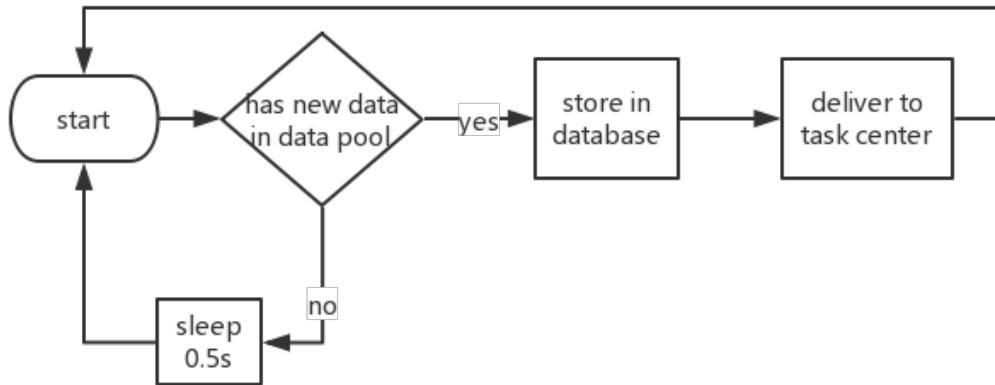 start
has new data
in data pool
yes
store in
database
deliver to
task center
no
sleep
0.5s